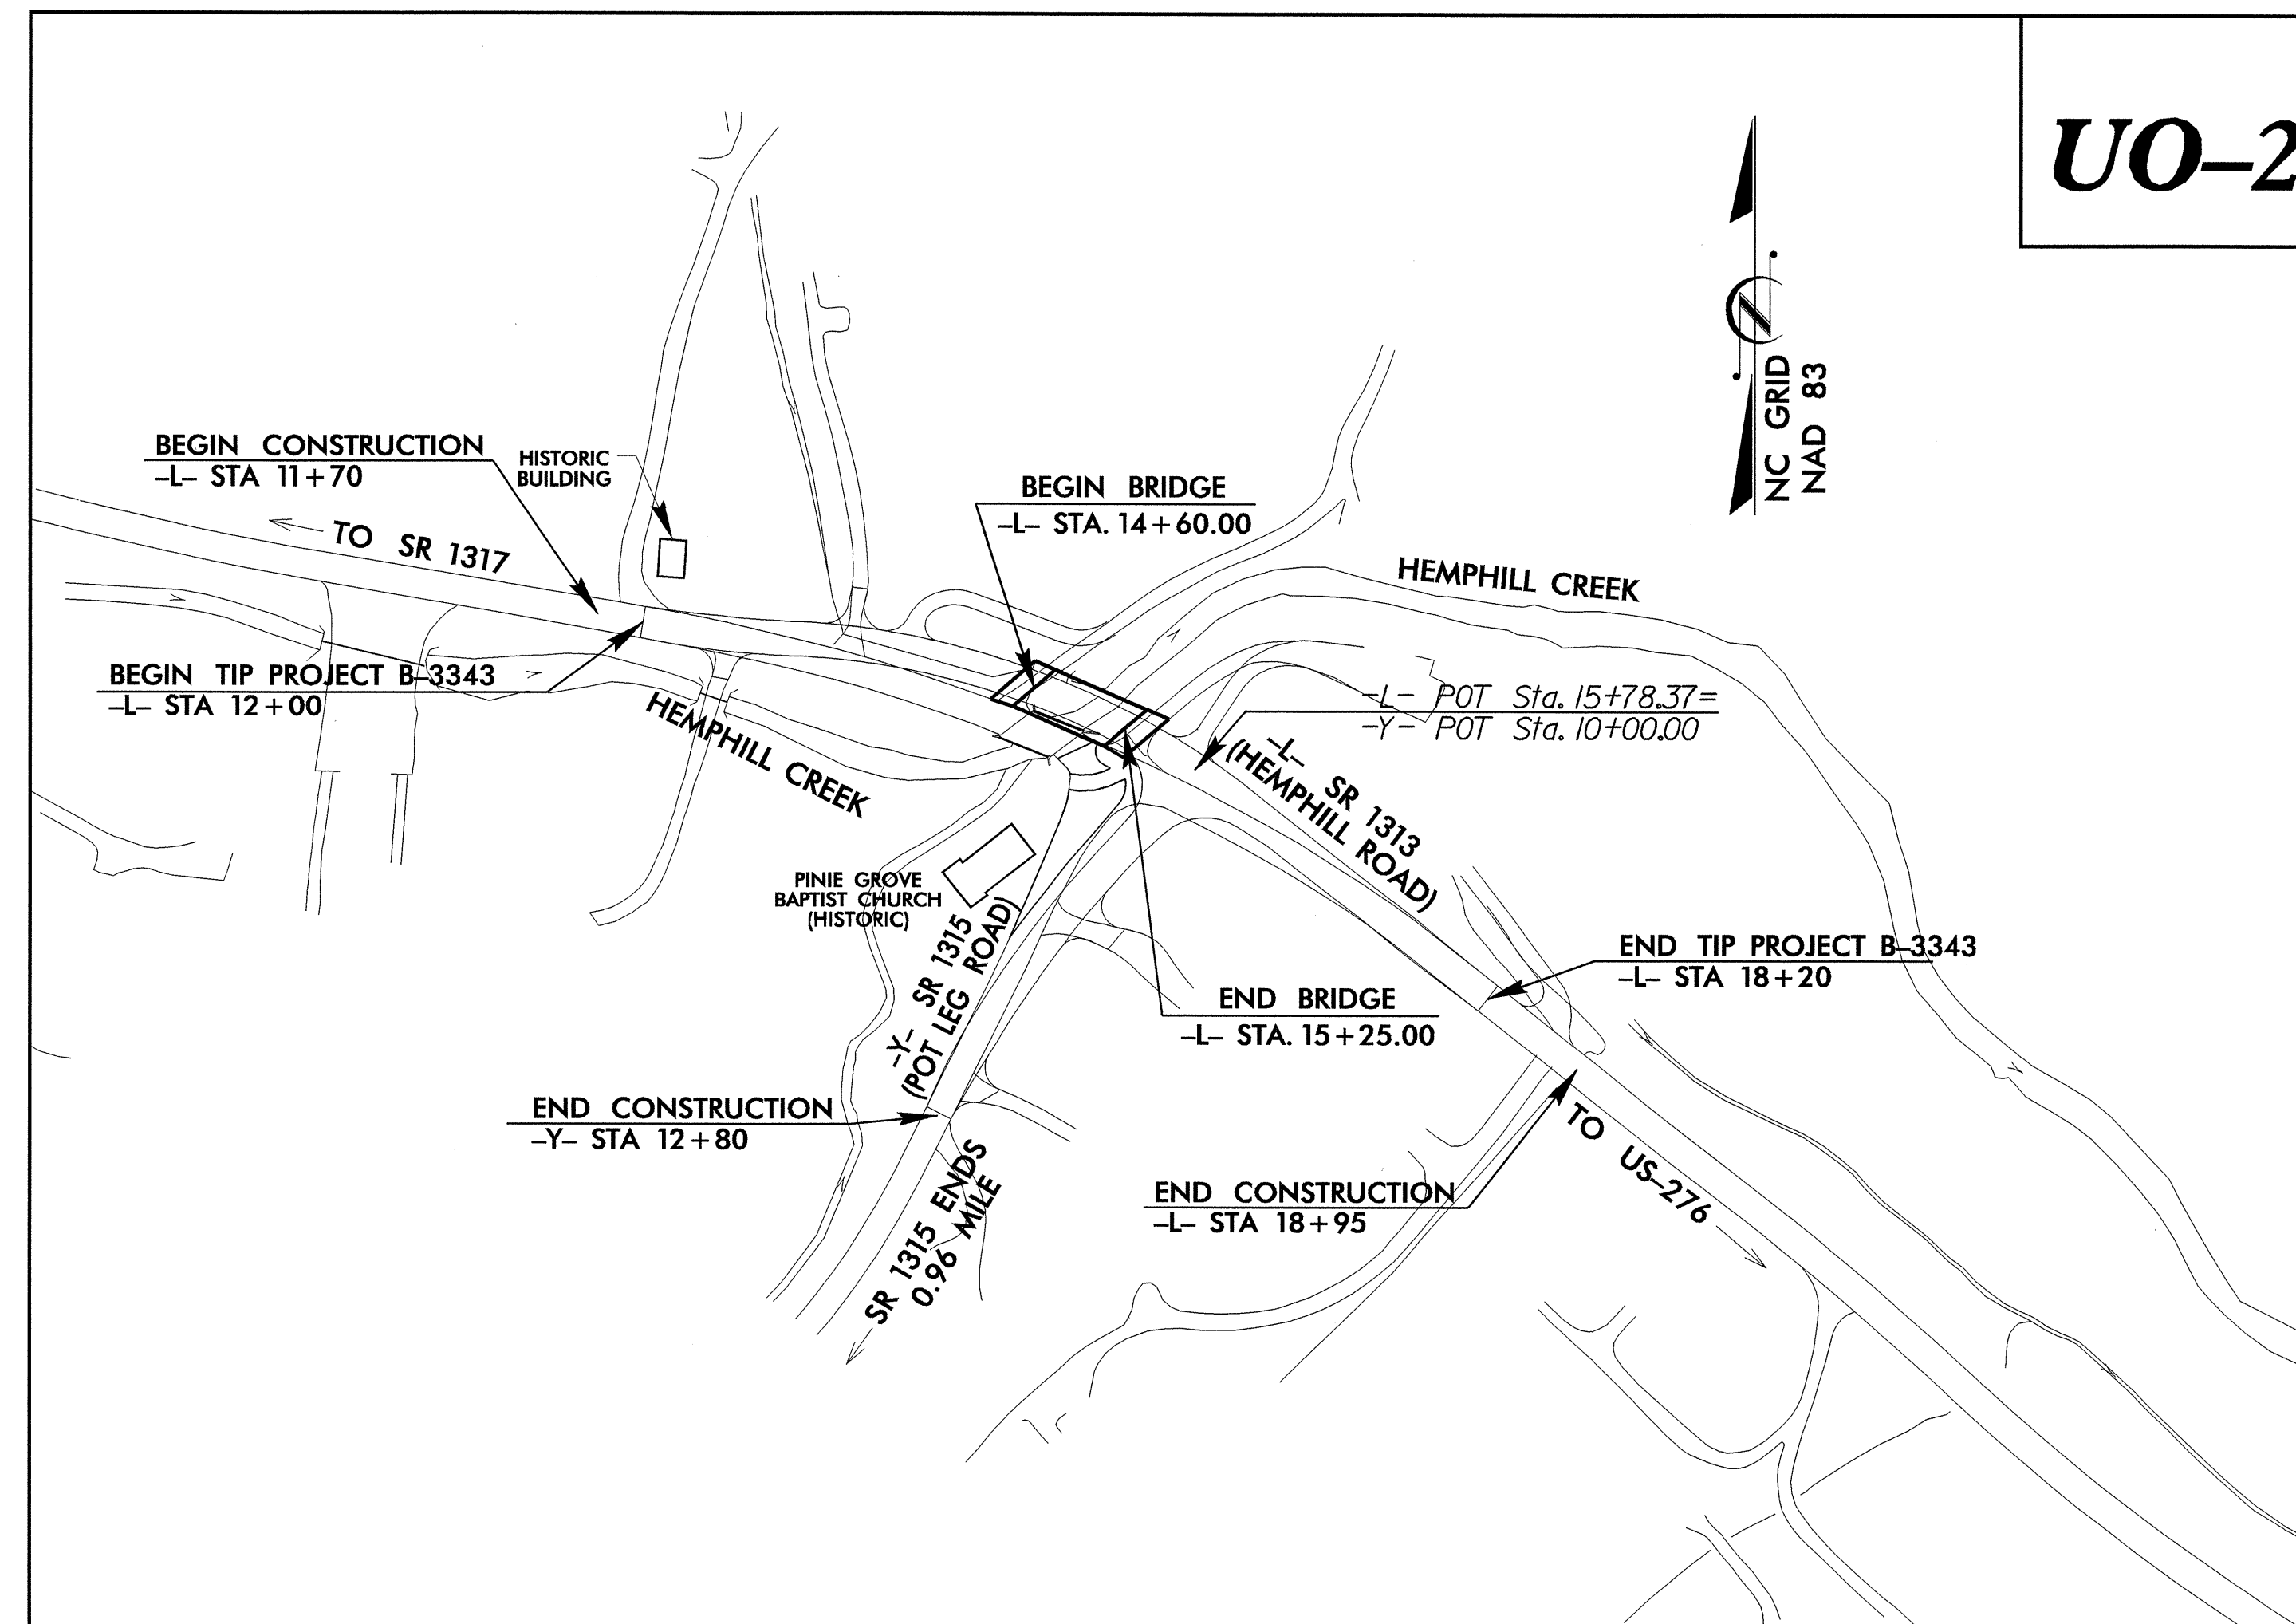 UO–2
NC GRID
NAD 83
BEGIN CONSTRUCTION
–L– STA 11+70
HISTORIC
BUILDING
BEGIN BRIDGE
–L– STA. 14+60.00
TO SR 1317
HEMPHILL CREEK
BEGIN TIP PROJECT B–3343
–L– STA 12+00
HEMPHILL CREEK
–L– POT Sta. 15+78.37=
–Y– POT Sta. 10+00.00
–L– SR 1313
(HEMPHILL ROAD)
PINIE GROVE
BAPTIST CHURCH
(HISTORIC)
–Y– SR 1315
(POT LEG ROAD)
END TIP PROJECT B–3343
–L– STA 18+20
END BRIDGE
–L– STA. 15+25.00
END CONSTRUCTION
–Y– STA 12+80
SR 1315 ENDS
0.96 MILE
END CONSTRUCTION
–L– STA 18+95
TO US–276